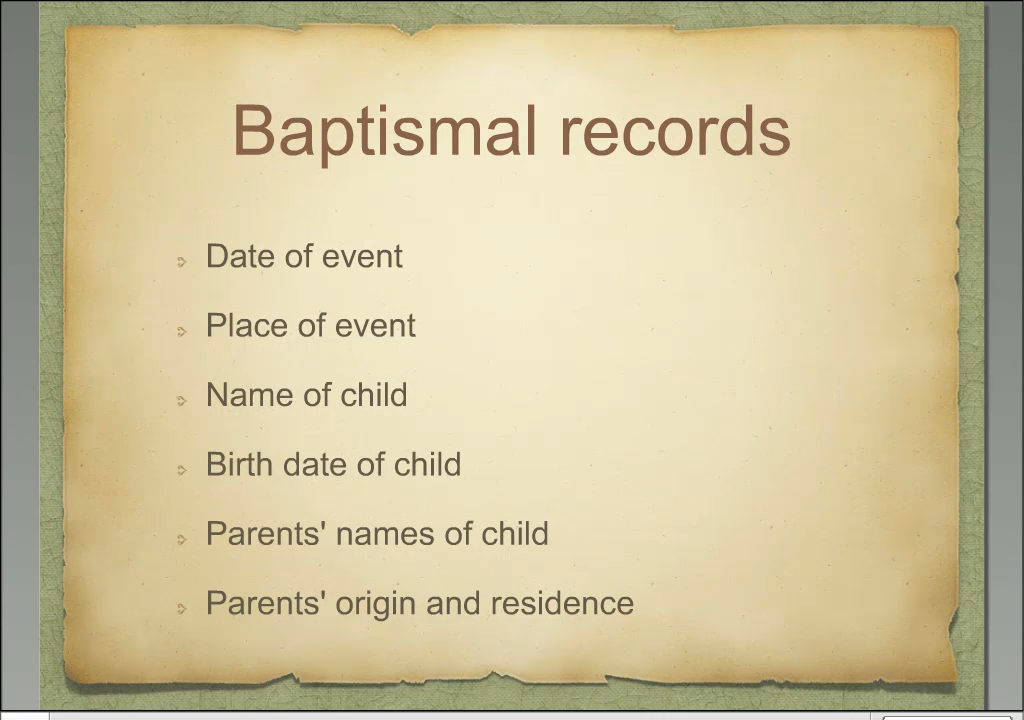 Baptismal records
Date of event
Place of event
Name of child
Birth date of child
Parents' names of child
Parents' origin and residence